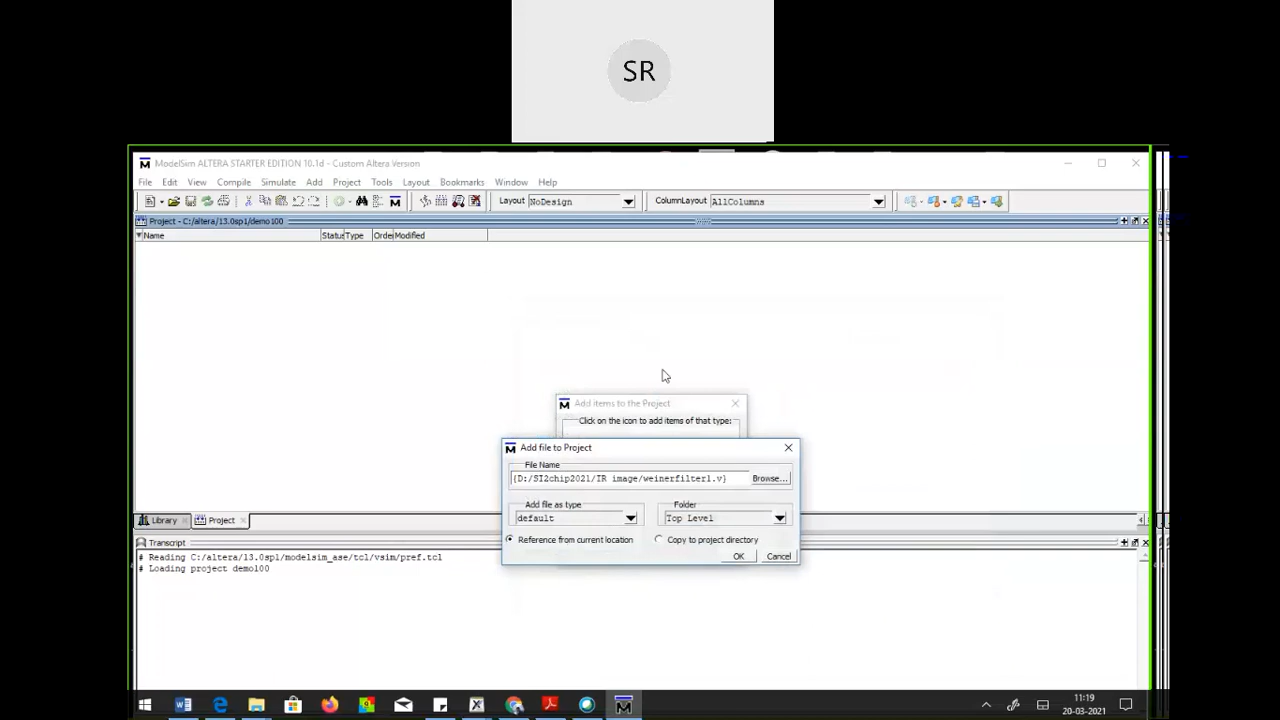 SR
ModelSim ALTERA STARTER EDITION 10.1d - Custom Altera Version
File Edit View Compile Simulate Add Project Tools Layout Bookmarks Window Help
Layout NoDesign ColumnLayout AllColumns
Project - C:/altera/13.0sp1/demo100
Name Status Type Order Modified
Add items to the Project
Click on the icon to add items of that type:
Add file to Project
File Name
{D:/SI2chip2021/IR image/weinerfilter1.v} Browse...
Add file as type Folder
default Top Level
Reference from current location Copy to project directory
OK Cancel
Library Project
Transcript
# Reading C:/altera/13.0sp1/modelsim_ase/tcl/vsim/pref.tcl
# Loading project demo100
11:19
20-03-2021